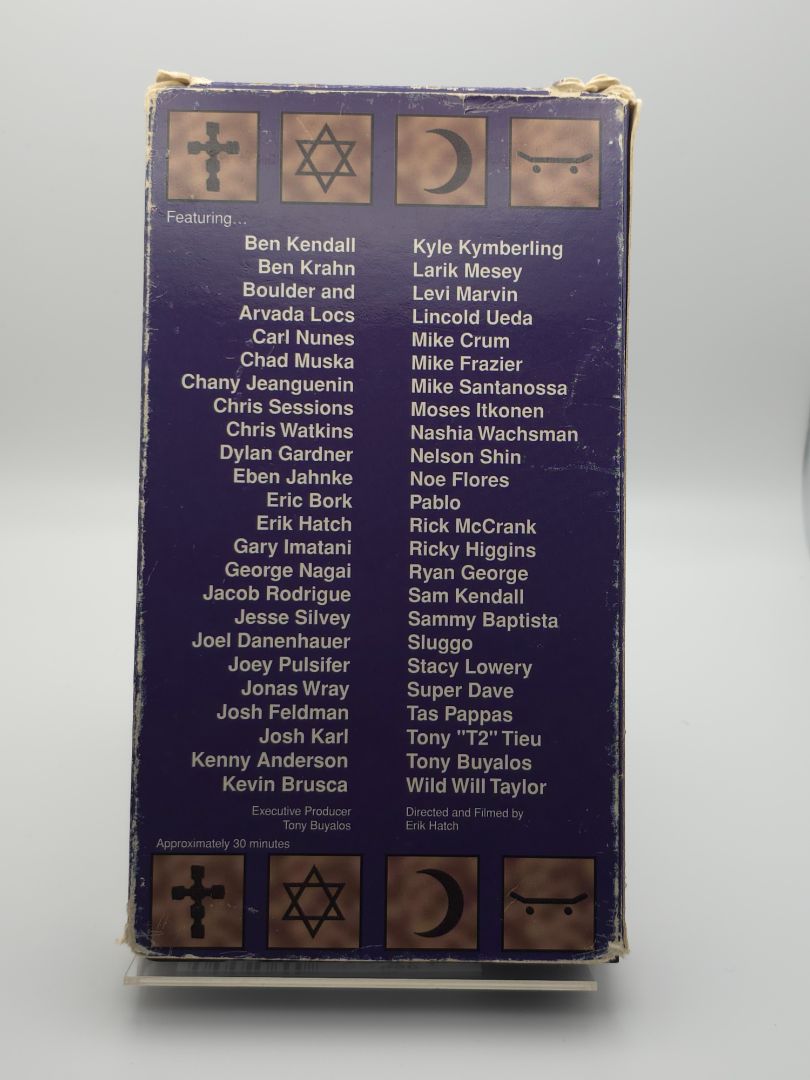 Featuring...
Ben Kendall
Ben Krahn
Boulder and
Arvada Locs
Carl Nunes
Chad Muska
Chany Jeanguenin
Chris Sessions
Chris Watkins
Dylan Gardner
Eben Jahnke
Eric Bork
Erik Hatch
Gary Imatani
George Nagai
Jacob Rodrigue
Jesse Silvey
Joel Danenhauer
Joey Pulsifer
Jonas Wray
Josh Feldman
Josh Karl
Kenny Anderson
Kevin Brusca
Kyle Kymberling
Larik Mesey
Levi Marvin
Lincold Ueda
Mike Crum
Mike Frazier
Mike Santanossa
Moses Itkonen
Nashia Wachsman
Nelson Shin
Noe Flores
Pablo
Rick McCrank
Ricky Higgins
Ryan George
Sam Kendall
Sammy Baptista
Sluggo
Stacy Lowery
Super Dave
Tas Pappas
Tony "T2" Tieu
Tony Buyalos
Wild Will Taylor
Executive Producer
Tony Buyalos
Directed and Filmed by
Erik Hatch
Approximately 30 minutes